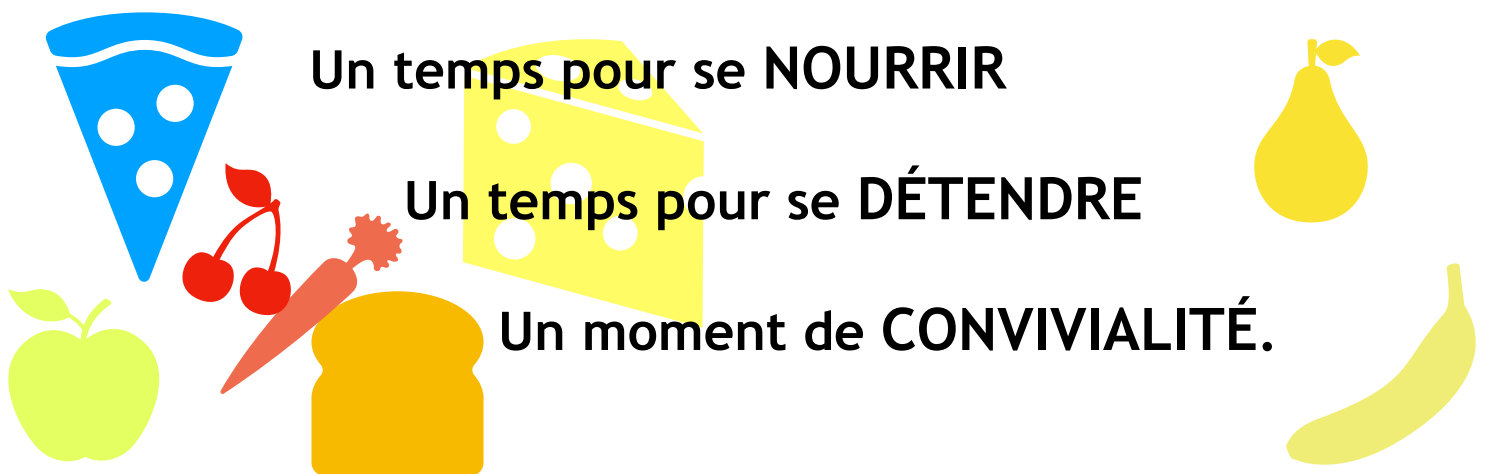 Un temps pour se NOURRIR
Un temps pour se DÉTENDRE
Un moment de CONVIVIALITÉ.